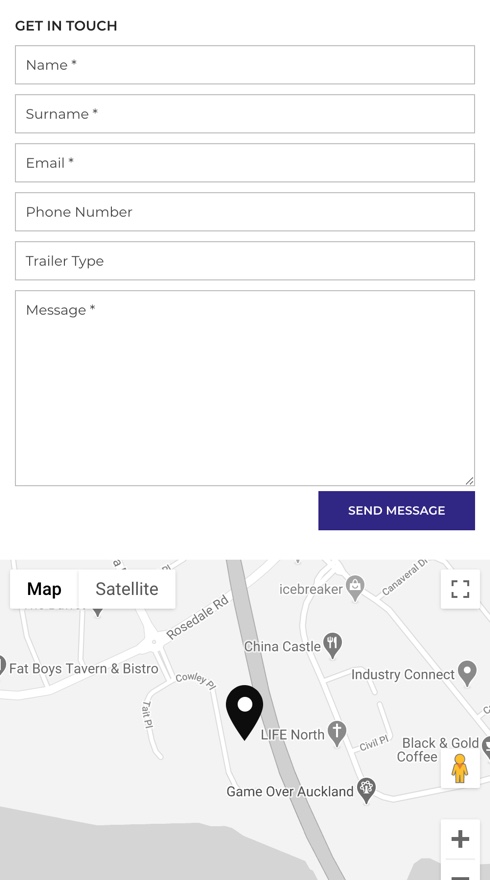 GET IN TOUCH
Name *
Surname *
Email *
Phone Number
Trailer Type
Message *
SEND MESSAGE
Map
Satellite
icebreaker
Rosedale Rd
China Castle
Fat Boys Tavern & Bistro
Industry Connect
Cowley Pl
Tait Pl
LIFE North
Civil Pl
Black & Gold
Coffee
Game Over Auckland